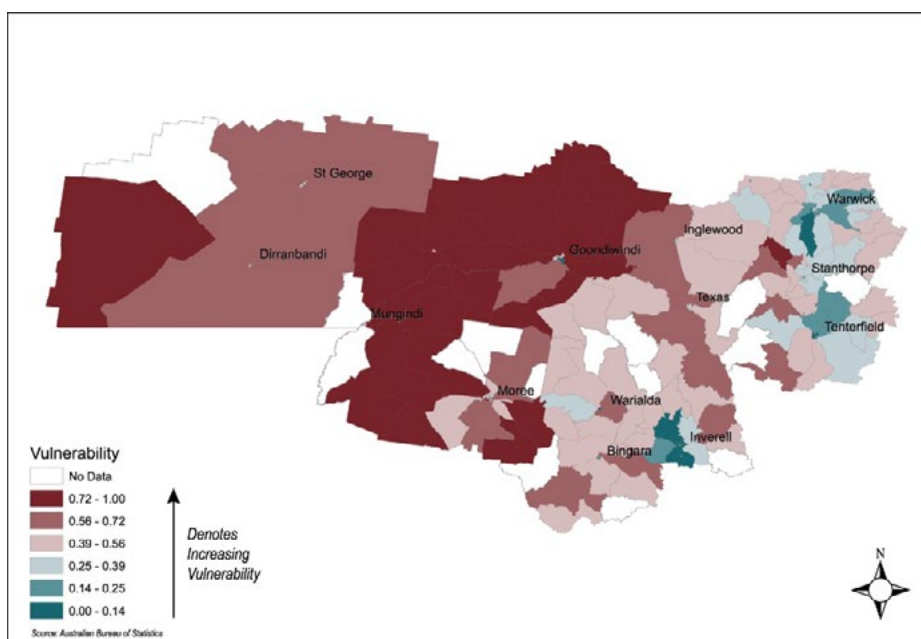 St George
Warwick
Inglewood
Goondiwindi
Dirranbandi
Stanthorpe
Texas
Mungindi
Tenterfield
Moree
Warialda
Inverell
Bingara
Vulnerability
No Data
0.72 - 1.00
0.56 - 0.72
0.39 - 0.56
0.25 - 0.39
0.14 - 0.25
0.00 - 0.14
Denotes
Increasing
Vulnerability
N
Source: Australian Bureau of Statistics